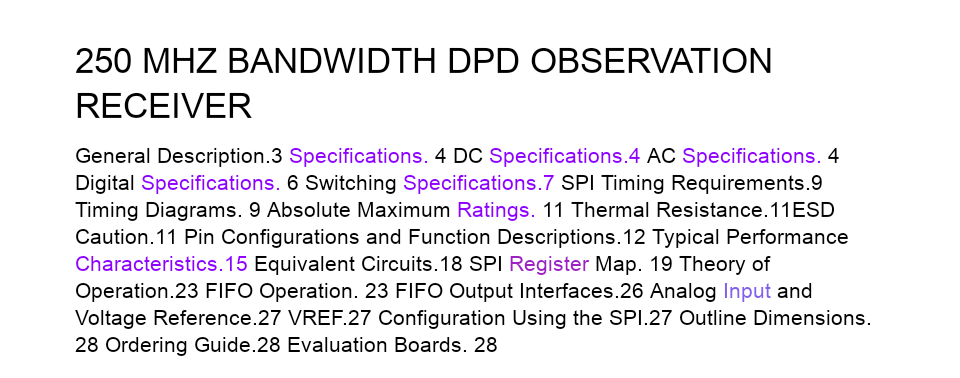 250 MHZ BANDWIDTH DPD OBSERVATION
RECEIVER
General Description.3 Specifications. 4 DC Specifications.4 AC Specifications. 4
Digital Specifications. 6 Switching Specifications.7 SPI Timing Requirements.9
Timing Diagrams. 9 Absolute Maximum Ratings. 11 Thermal Resistance.11ESD
Caution.11 Pin Configurations and Function Descriptions.12 Typical Performance
Characteristics.15 Equivalent Circuits.18 SPI Register Map. 19 Theory of
Operation.23 FIFO Operation. 23 FIFO Output Interfaces.26 Analog Input and
Voltage Reference.27 VREF.27 Configuration Using the SPI.27 Outline Dimensions.
28 Ordering Guide.28 Evaluation Boards. 28